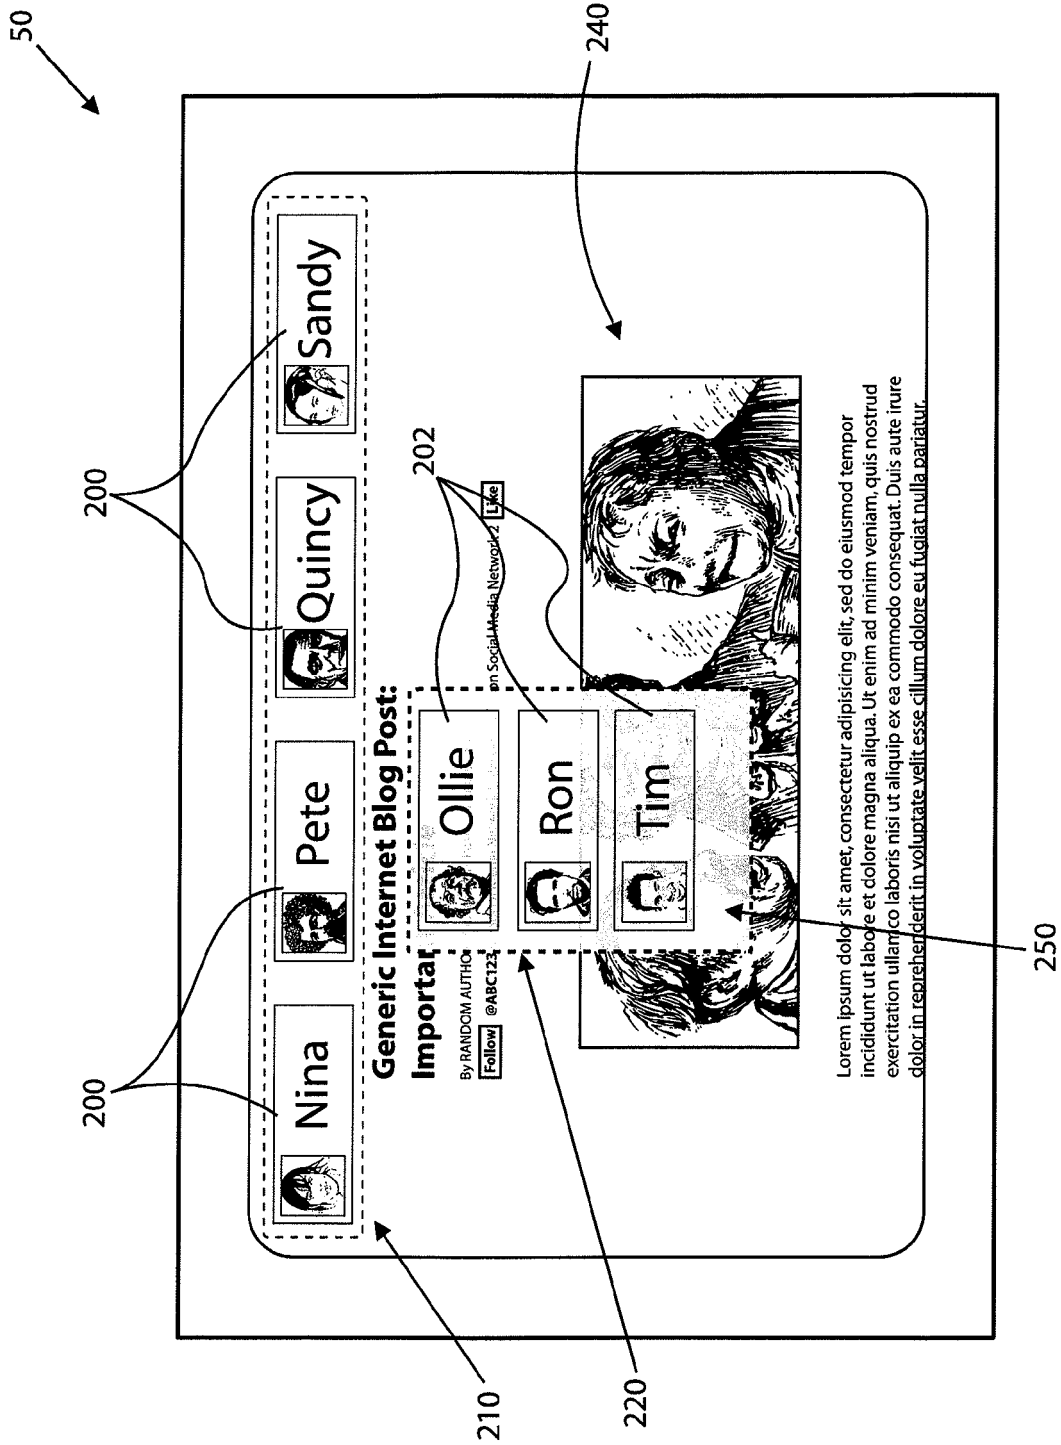 50
200
200
240
Nina
Pete
Quincy
Sandy
Generic Internet Blog Post:
Importan
202
By RANDOM AUTHO
Follow @ABC123
on Social Media Network 2 Like
Ollie
Ron
Tim
Lorem ipsum dolor sit amet, consectetur adipisicing elit, sed do eiusmod tempor
incididunt ut labore et dolore magna aliqua. Ut enim ad minim veniam, quis nostrud
exercitation ullamco laboris nisi ut aliquip ex ea commodo consequat. Duis aute irure
dolor in reprehenderit in voluptate velit esse cillum dolore eu fugiat nulla pariatur.
210
220
250